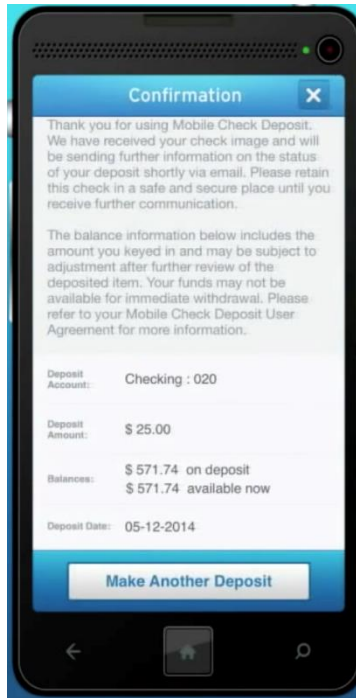 Confirmation
Thank you for using Mobile Check Deposit.
We have received your check image and will
be sending further information on the status
of your deposit shortly via email. Please retain
this check in a safe and secure place until you
receive further communication.
The balance information below includes the
amount you keyed in and may be subject to
adjustment after further review of the
deposited item. Your funds may not be
available for immediate withdrawal. Please
refer to your Mobile Check Deposit User
Agreement for more information.
Deposit
Account:
Checking : 020
Deposit
Amount:
$ 25.00
Balances:
$ 571.74 on deposit
$ 571.74 available now
Deposit Date: 05-12-2014
Make Another Deposit